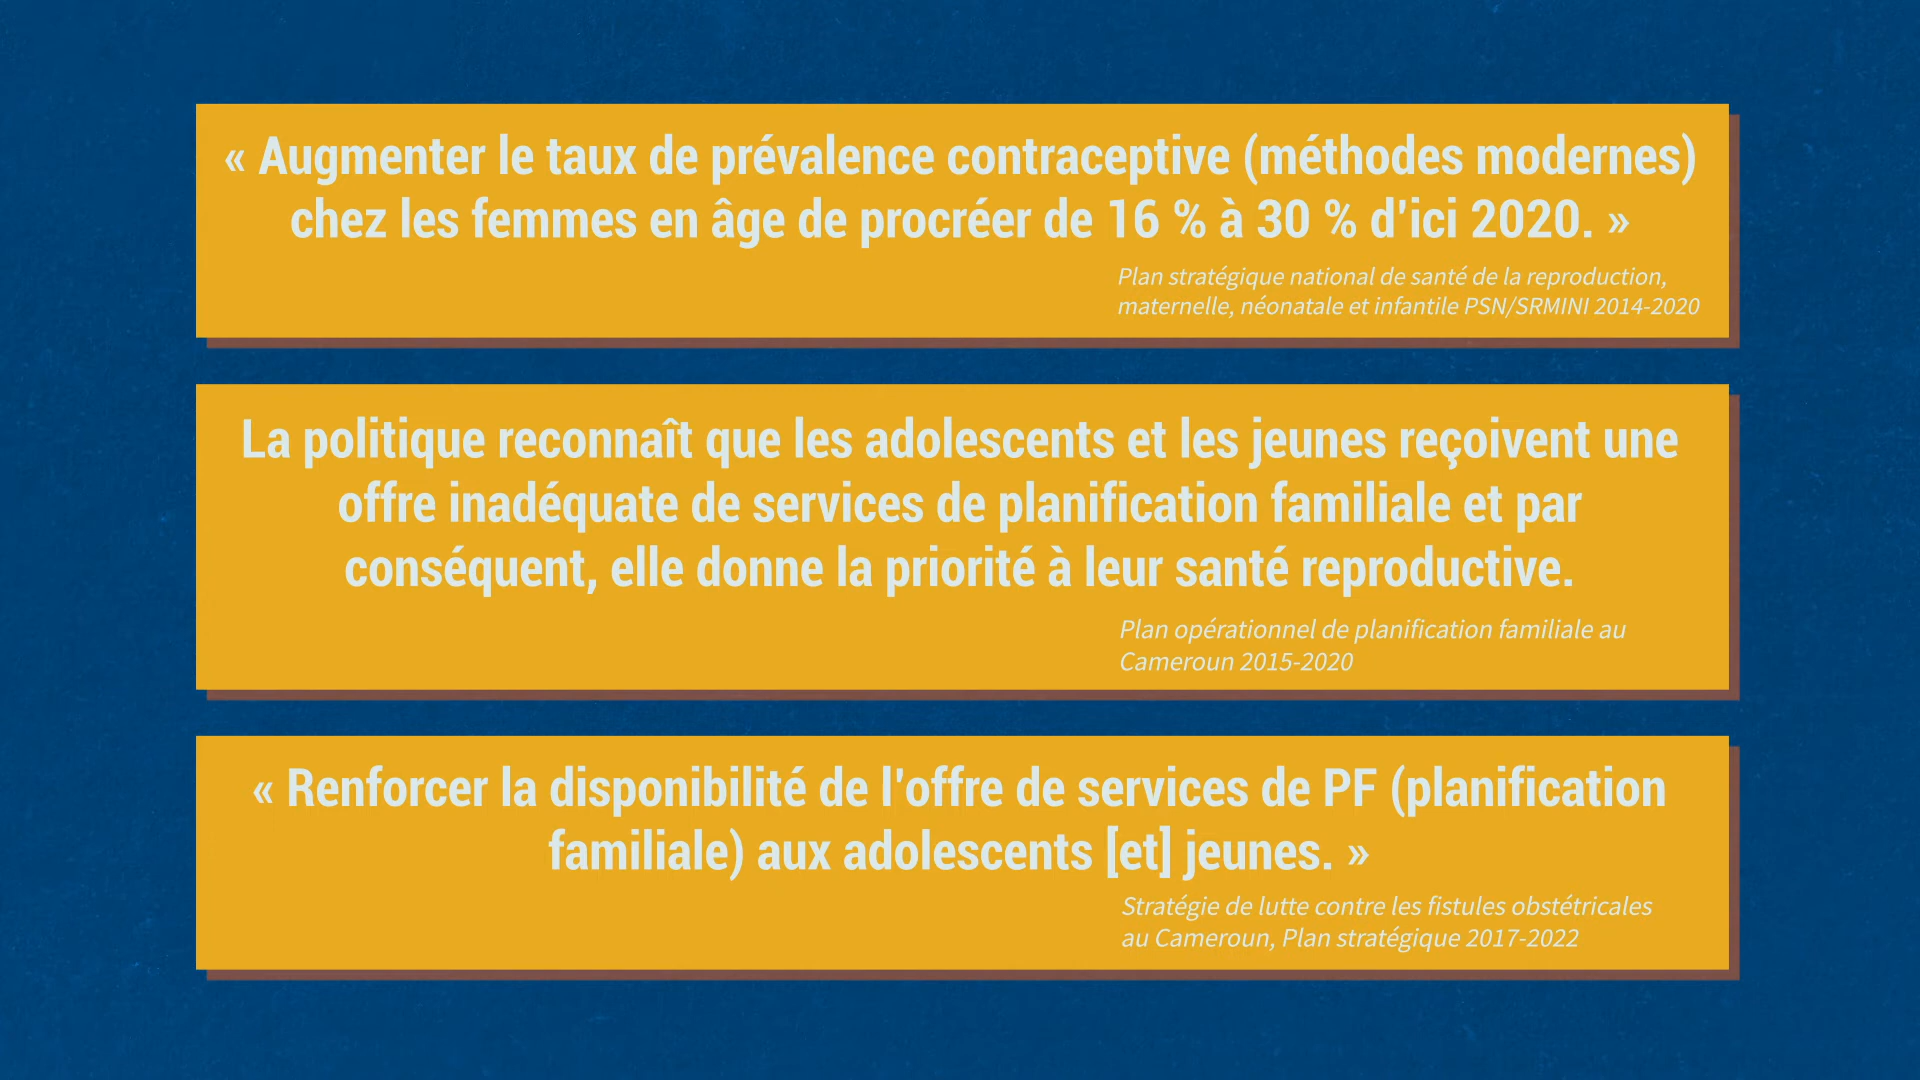 « Augmenter le taux de prévalence contraceptive (méthodes modernes)
chez les femmes en âge de procréer de 16 % à 30 % d'ici 2020. »
Plan stratégique national de santé de la reproduction,
maternelle, néonatale et infantile PSN/SRMINI 2014-2020
La politique reconnaît que les adolescents et les jeunes reçoivent une
offre inadéquate de services de planification familiale et par
conséquent, elle donne la priorité à leur santé reproductive.
Plan opérationnel de planification familiale au
Cameroun 2015-2020
« Renforcer la disponibilité de l'offre de services de PF (planification
familiale) aux adolescents [et] jeunes. »
Stratégie de lutte contre les fistules obstétricales
au Cameroun, Plan stratégique 2017-2022